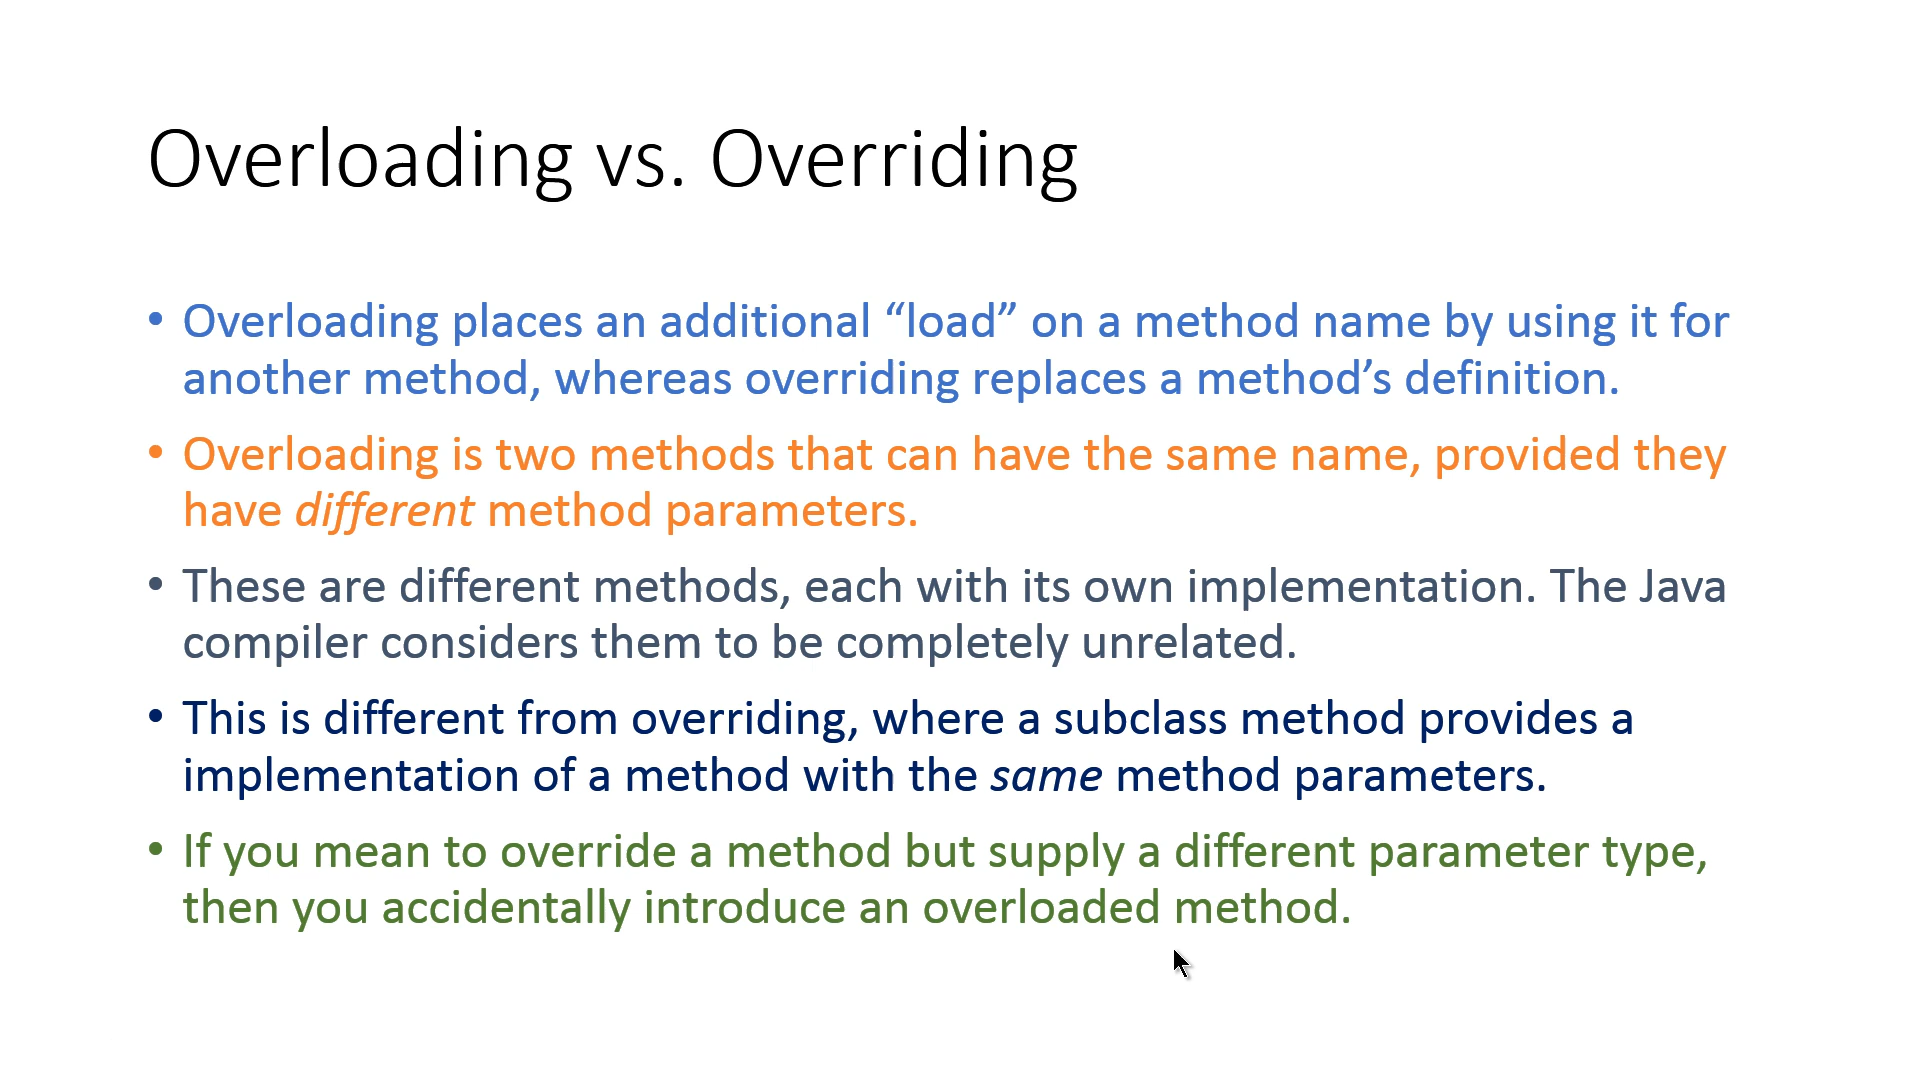 Overloading vs. Overriding
• Overloading places an additional “load” on a method name by using it for
another method, whereas overriding replaces a method’s definition.
• Overloading is two methods that can have the same name, provided they
have different method parameters.
• These are different methods, each with its own implementation. The Java
compiler considers them to be completely unrelated.
• This is different from overriding, where a subclass method provides a
implementation of a method with the same method parameters.
• If you mean to override a method but supply a different parameter type,
then you accidentally introduce an overloaded method.